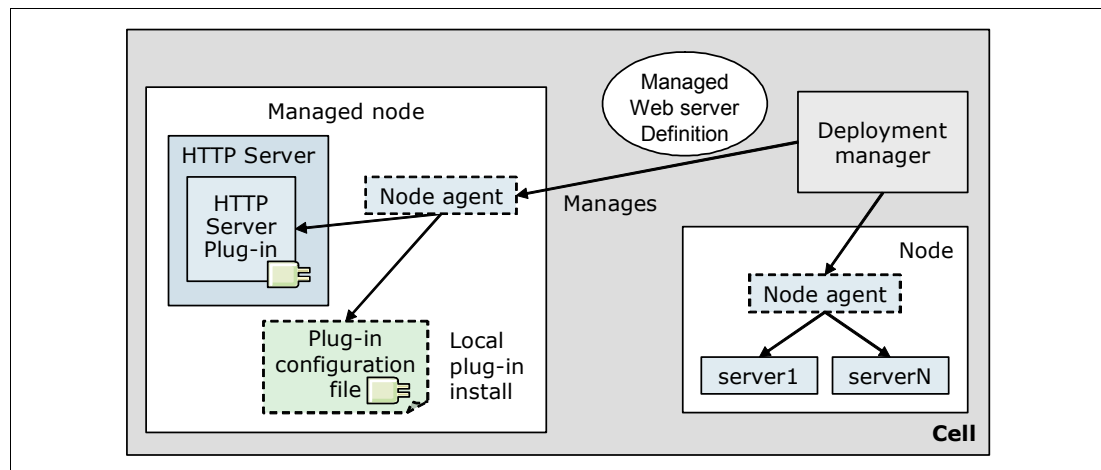 Managed node
HTTP Server
HTTP
Server
Plug-in
Node agent
Plug-in
configuration
file
Local
plug-in
install
Managed
Web server
Definition
Manages
Deployment
manager
Node
Node agent
server1
serverN
Cell